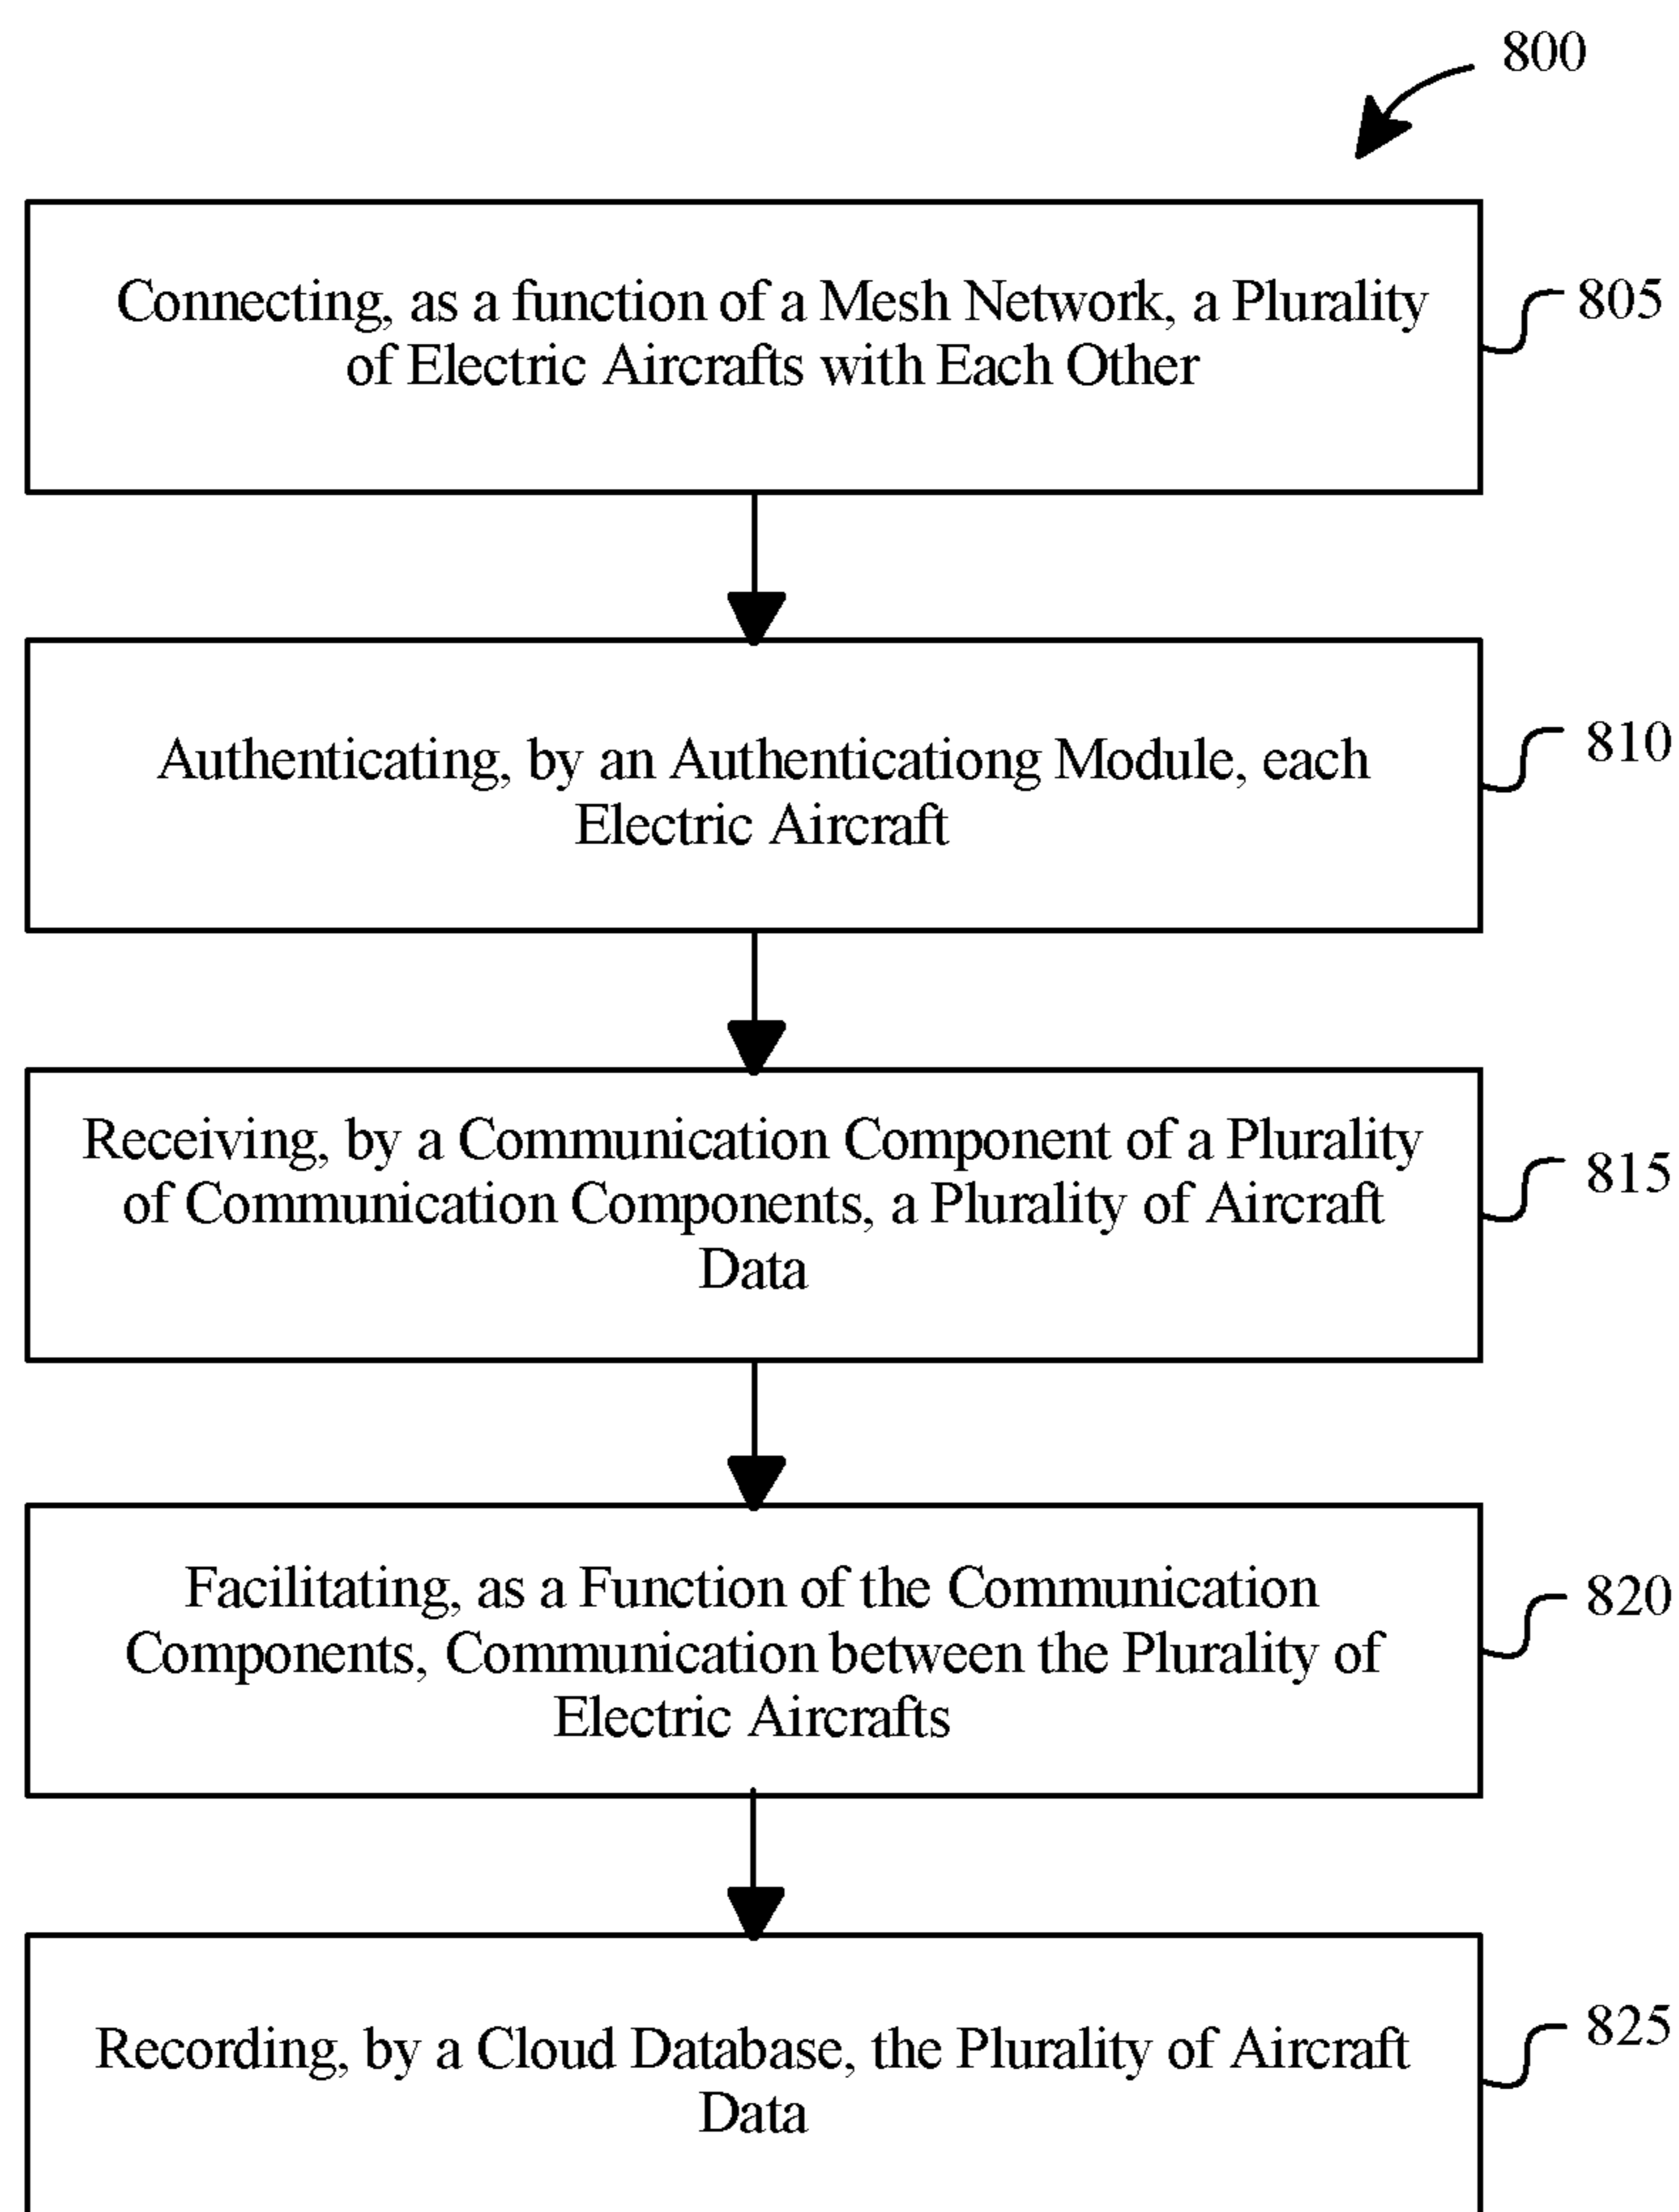 800
Connecting, as a function of a Mesh Network, a Plurality
of Electric Aircrafts with Each Other
805
Authenticating, by an Authenticationg Module, each
Electric Aircraft
810
Receiving, by a Communication Component of a Plurality
of Communication Components, a Plurality of Aircraft
Data
815
Facilitating, as a Function of the Communication
Components, Communication between the Plurality of
Electric Aircrafts
820
Recording, by a Cloud Database, the Plurality of Aircraft
Data
825